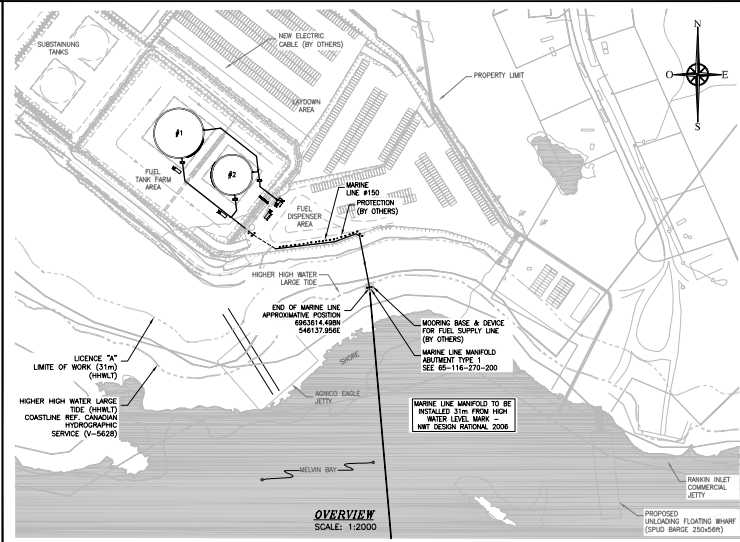 SUBSTAINUNG
TANKS
NEW ELECTRIC
CABLE (BY OTHERS)
PROPERTY LIMIT
N
O
E
S
LAYDOWN
AREA
#1
#2
FUEL
TANK FARM
AREA
MARINE
LINE #150
PROTECTION
(BY OTHERS)
FUEL
DISPENSER
AREA
HIGHER HIGH WATER
LARGE TIDE
END OF MARINE LINE
APPROXIMATIVE POSITION
6963614.498N
546137.956E
MOORING BASE & DEVICE
FOR FUEL SUPPLY LINE
(BY OTHERS)
MARINE LINE MANIFOLD
ABUTMENT TYPE 1
SEE 65-116-270-200
LICENCE "A"
LIMITE OF WORK (31m)
(HHWLT)
SHORE
HIGHER HIGH WATER LARGE
TIDE (HHWLT)
COASTLINE REF. CANADIAN
HYDROGRAPHIC
SERVICE (V-5628)
AGNICO EAGLE
JETTY
MARINE LINE MANIFOLD TO BE
INSTALLED 31m FROM HIGH
WATER LEVEL MARK -
NWT DESIGN RATIONAL 2006
MELVIN BAY
RANKIN INLET
COMMERCIAL
JETTY
OVERVIEW
SCALE: 1:2000
PROPOSED
UNLOADING FLOATING WHARF
(SPUD BARGE 250x56ft)